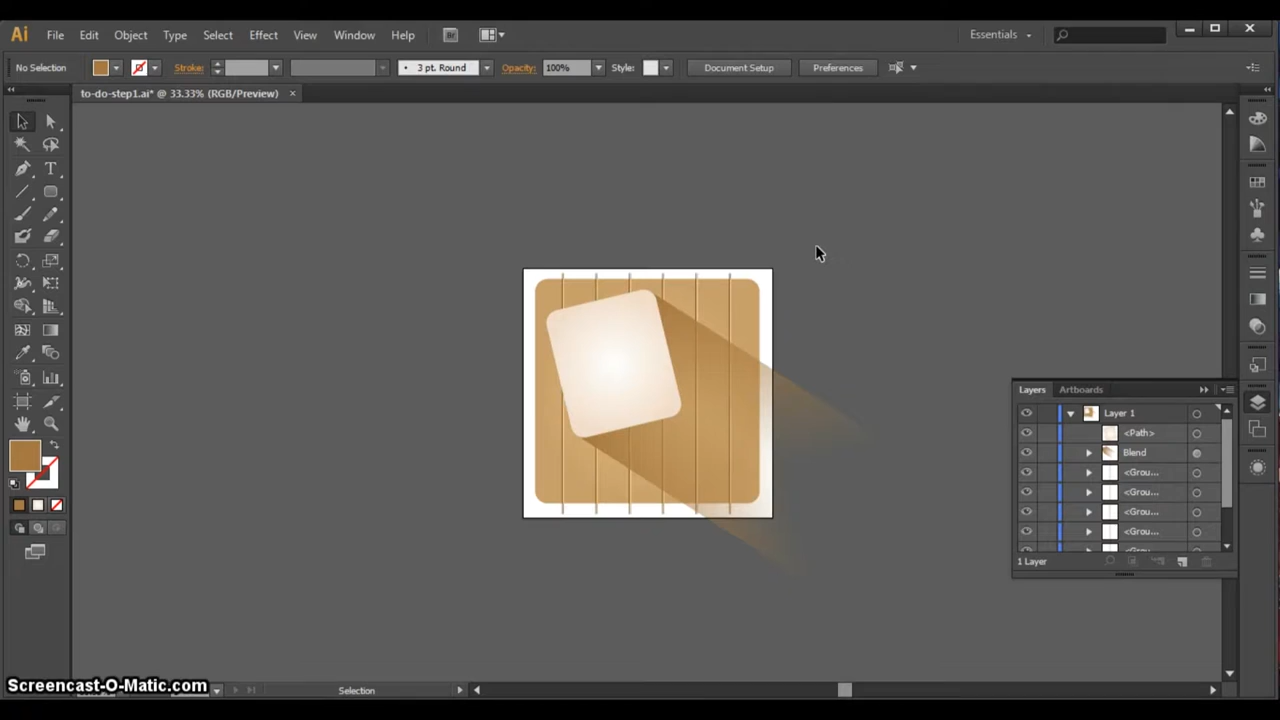 Ai File Edit Object Type Select Effect View Window Help Br Essentials
No Selection Stroke: 3 pt. Round Opacity: 100% Style: Document Setup Preferences
to-do-step1.ai* @ 33.33% (RGB/Preview) ×
T
Layers Artboards
Layer 1
<Path>
Blend
<Grou...
<Grou...
<Grou...
<Grou...
1 Layer
Screencast-O-Matic.com Selection